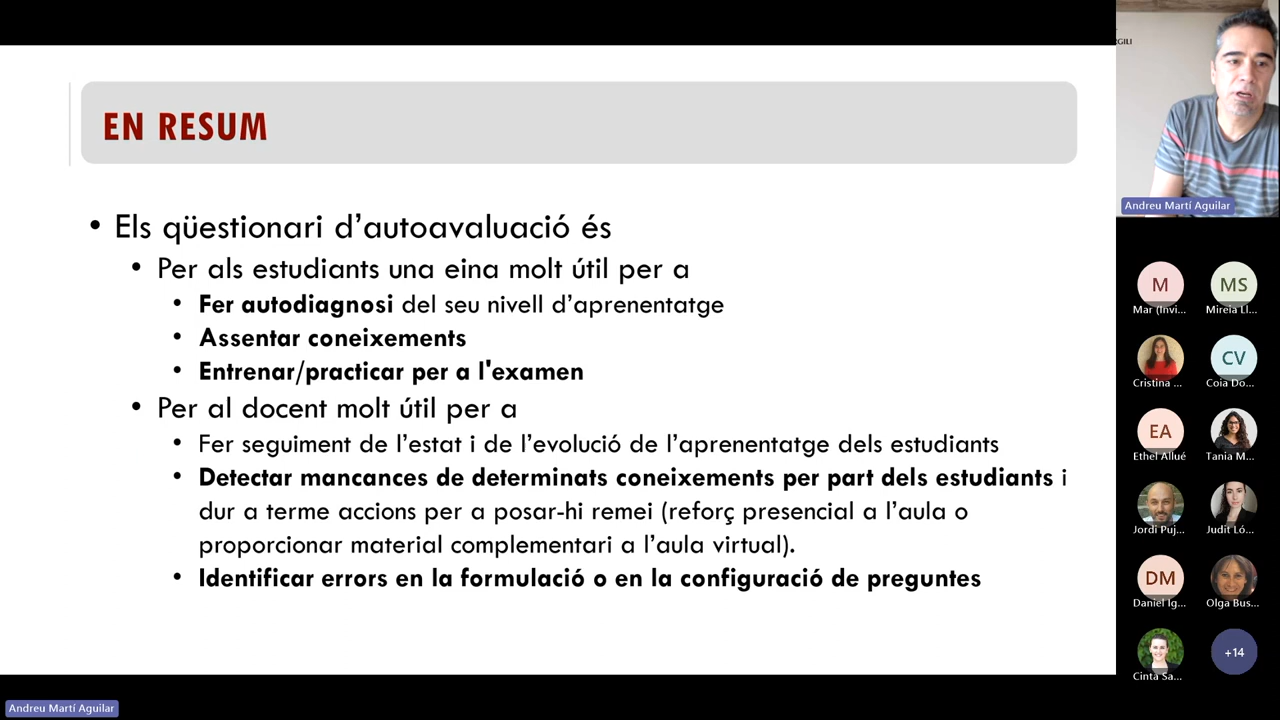 EN RESUM
• Els qüestionari d’autoavaluació és
• Per als estudiants una eina molt útil per a
• Fer autodiagnosi del seu nivell d’aprenentatge
• Assentar coneixements
• Entrenar/practicar per a l'examen
• Per al docent molt útil per a
• Fer seguiment de l’estat i de l’evolució de l’aprenentatge dels estudiants
• Detectar mancances de determinats coneixements per part dels estudiants i
dur a terme accions per a posar-hi remei (reforç presencial a l’aula o
proporcionar material complementari a l’aula virtual).
• Identificar errors en la formulació o en la configuració de preguntes
Andreu Martí Aguilar
GILI
Andreu Martí Aguilar
M
MS
Mar (Invi...
Mireia Ll...
CV
Cristina ...
Coia Do...
EA
Ethel Allué
Tania M...
Jordi Puj...
Judit Ló...
DM
Daniel Ig...
Olga Bus...
+14
Cinta Sa...